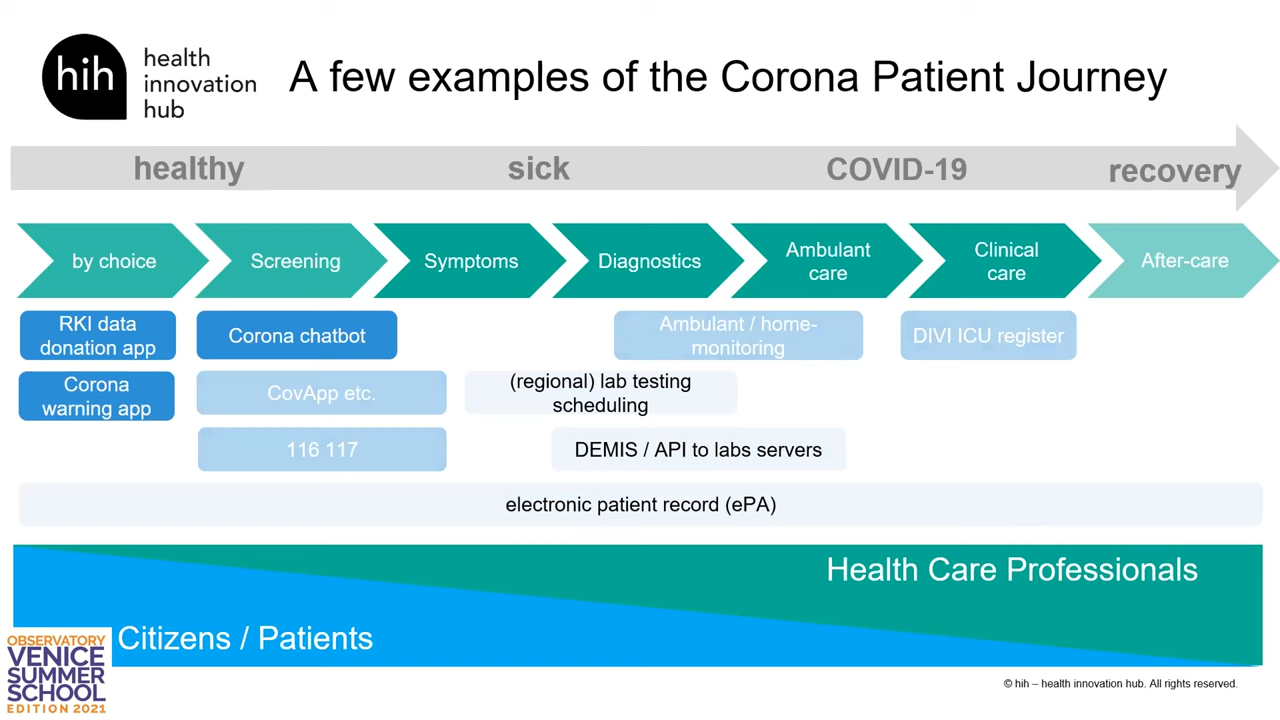 hih
health
innovation
hub
A few examples of the Corona Patient Journey
healthy
sick
COVID-19
recovery
by choice
Screening
Symptoms
Diagnostics
Ambulant
care
Clinical
care
After-care
RKI data
donation app
Corona chatbot
Ambulant / home-
monitoring
DIVI ICU register
Corona
warning app
CovApp etc.
(regional) lab testing
scheduling
116 117
DEMIS / API to labs servers
electronic patient record (ePA)
Health Care Professionals
Citizens / Patients
OBSERVATORY
VENICE
SUMMER
SCHOOL
EDITION 2021
© hih – health innovation hub. All rights reserved.